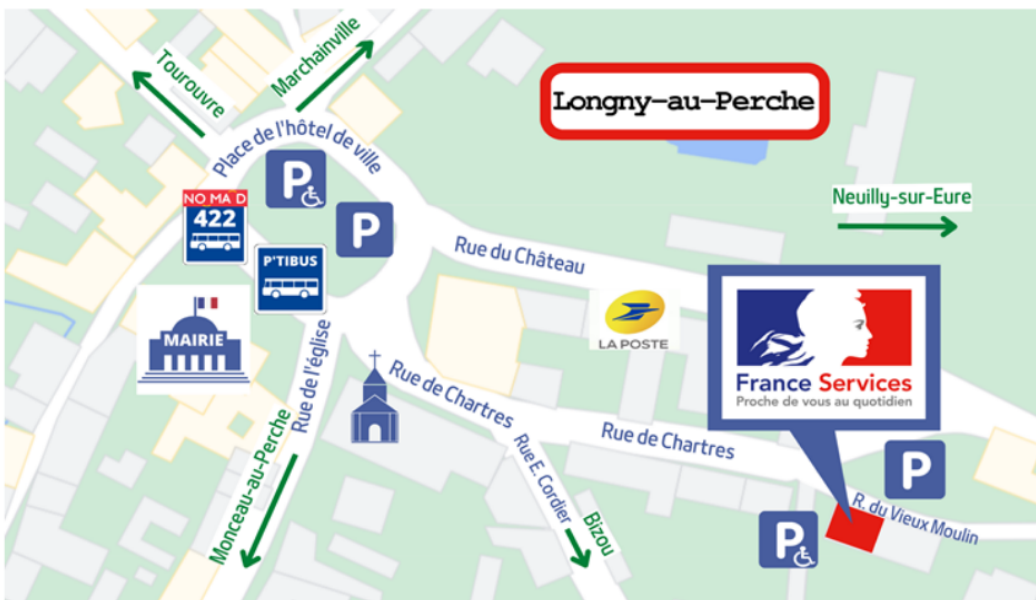 Tourouvre
Marchainville
Longny-au-Perche
Place de l'hôtel de ville
P
NO MA D
422
P
Neuilly-sur-Eure
P'TIBUS
Rue du Château
MAIRIE
LA POSTE
France Services
Proche de vous au quotidien
Rue de l'église
Rue de Chartres
Rue de Chartres
Monceau-au-Perche
Rue E. Cordier
Bizou
P
R. du Vieux Moulin
P